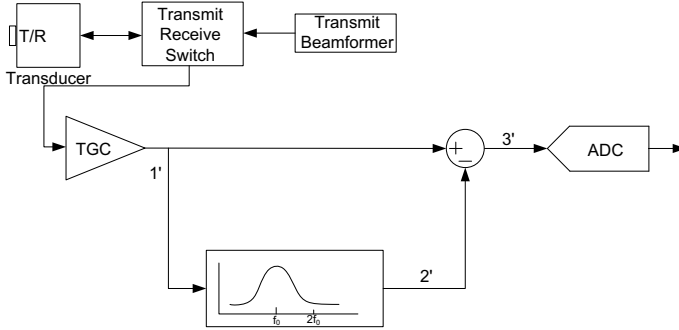 T/R
Transducer
Transmit
Receive
Switch
Transmit
Beamformer
TGC
1'
+
−
3'
ADC
2'
f₀
2f₀